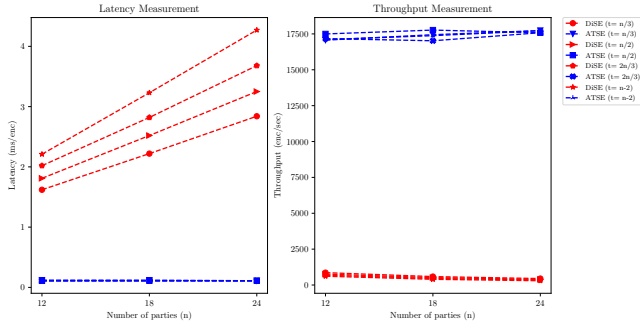 Latency Measurement
4
3
2
1
0
Latency (ms/enc)
12
18
24
Number of parties (n)
Throughput Measurement
17500
15000
12500
10000
7500
5000
2500
0
Throughput (enc/sec)
12
18
24
Number of parties (n)
DiSE (t= n/3)
ATSE (t= n/3)
DiSE (t= n/2)
ATSE (t= n/2)
DiSE (t= 2n/3)
ATSE (t= 2n/3)
DiSE (t= n-2)
ATSE (t= n-2)